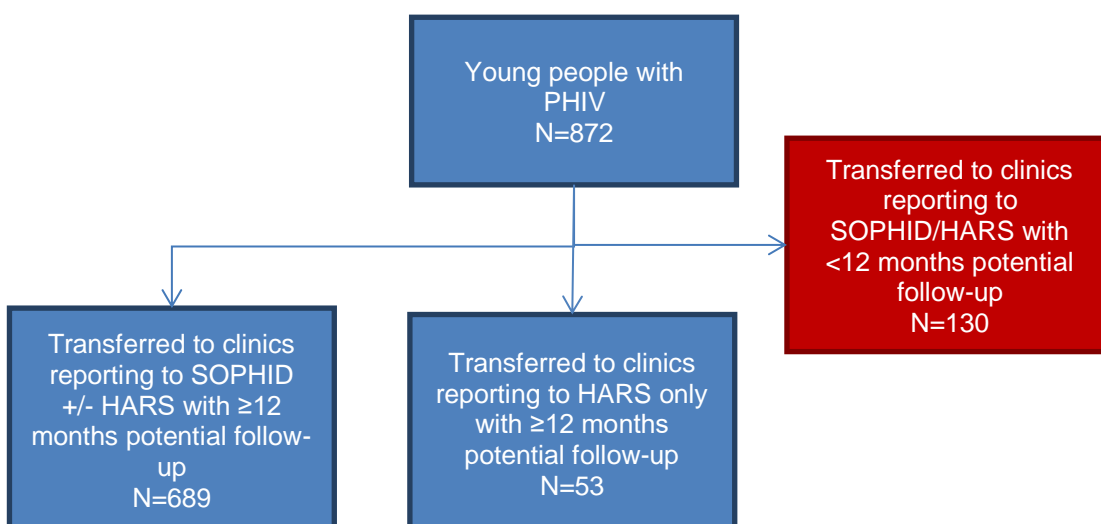 Young people with
PHIV
N=872
Transferred to clinics
reporting to
SOPHID/HARS with
<12 months potential
follow-up
N=130
Transferred to clinics
reporting to SOPHID
+/- HARS with ≥12
months potential follow-
up
N=689
Transferred to clinics
reporting to HARS only
with ≥12 months
potential follow-up
N=53